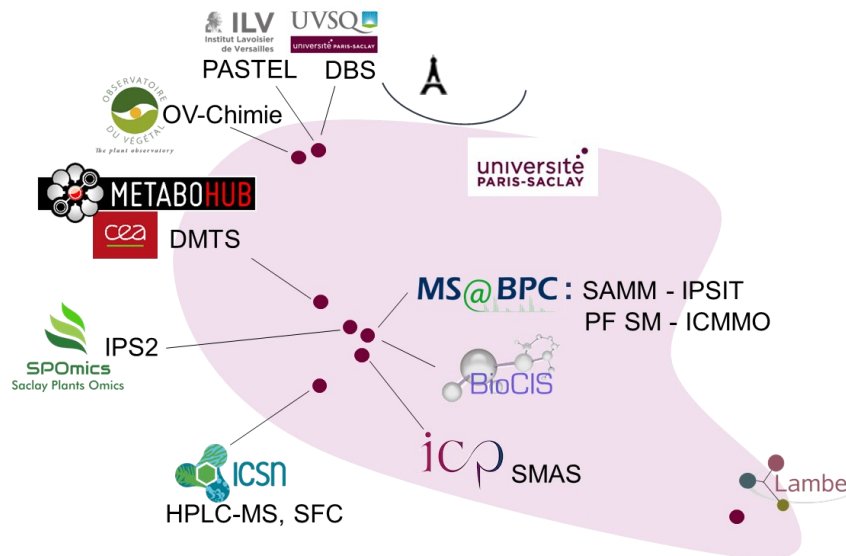 ILV
Institut Lavoisier
de Versailles
UVSQ
université PARIS-SACLAY
PASTEL
DBS
OBSERVATOIRE
DU VÉGÉTAL
The plant observatory
OV-Chimie
université
PARIS-SACLAY
METABOHUB
cea
DMTS
MS@BPC : SAMM - IPSIT
PF SM - ICMMO
IPS2
SPOmics
Saclay Plants Omics
BioCIS
icp
SMAS
ICSN
HPLC-MS, SFC
Lambe